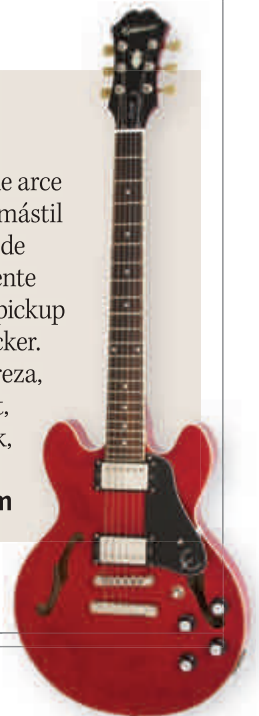 e arce
mástil
de
ente
pickup
cker.
reza,
t,
k,
n